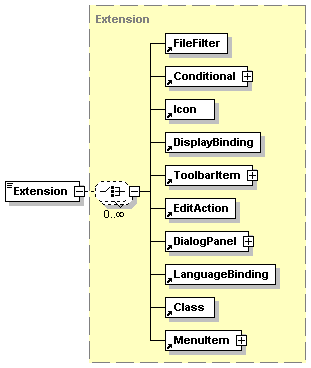 Extension
FileFilter
Conditional
Icon
DisplayBinding
ToolbarItem
Extension
0..∞
EditAction
DialogPanel
LanguageBinding
Class
MenuItem